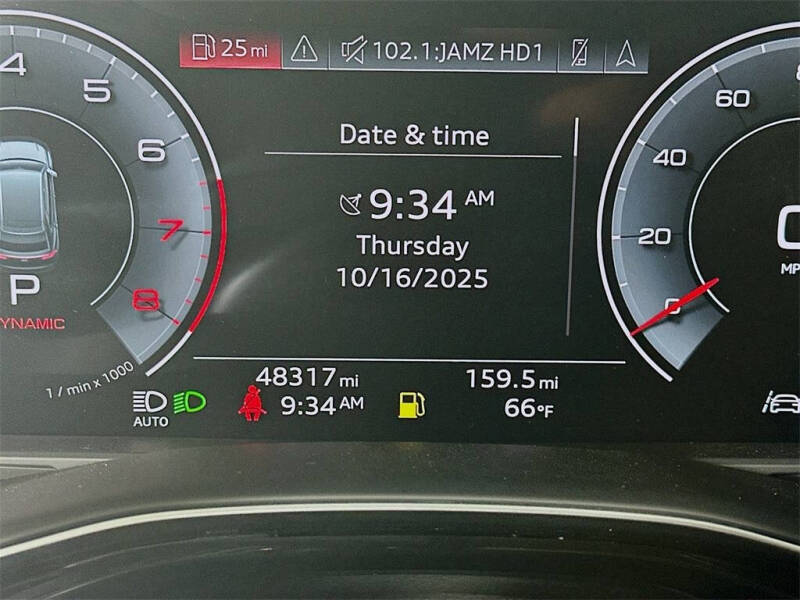 25 mi
102.1:JAMZ HD1
Date & time
9:34 AM
Thursday
10/16/2025
4
5
6
7
8
1 / min x 1000
P
YNAMIC
60
40
20
0
MP
48317 mi
159.5 mi
AUTO
9:34 AM
66°F